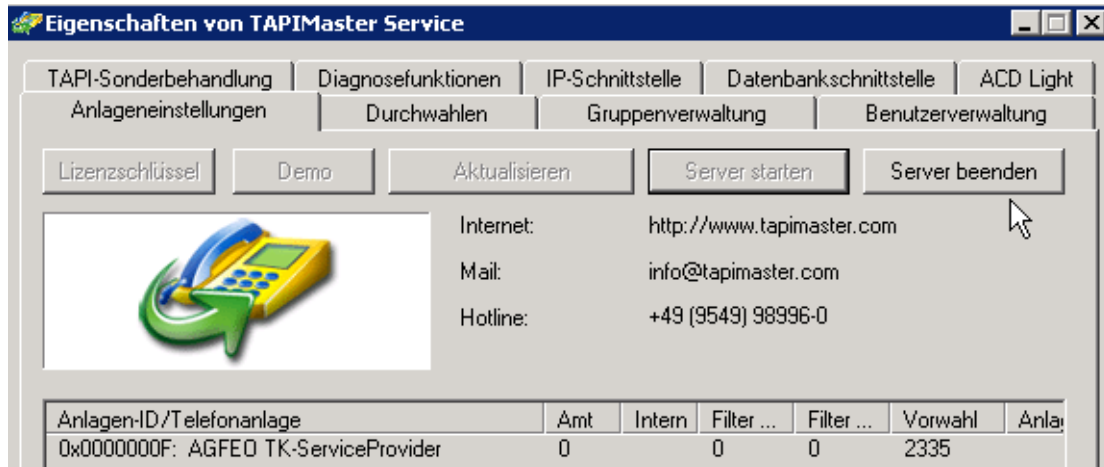 Eigenschaften von TAPIMaster Service
TAPI-Sonderbehandlung Diagnosefunktionen IP-Schnittstelle Datenbankschnittstelle ACD Light
Anlageneinstellungen Durchwahlen Gruppenverwaltung Benutzerverwaltung
Lizenzschlüssel Demo Aktualisieren Server starten Server beenden
Internet: http://www.tapimaster.com
Mail: info@tapimaster.com
Hotline: +49 (9549) 98996-0
Anlagen-ID/Telefonanlage Amt Intern Filter ... Filter ... Vorwahl
0x0000000F: AGFEO TK-ServiceProvider 0 0 0 2335